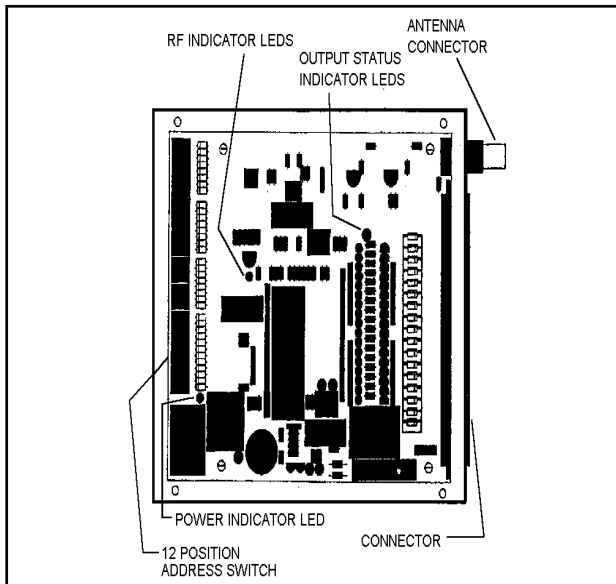 RF INDICATOR LEDS
OUTPUT STATUS
INDICATOR LEDS
ANTENNA
CONNECTOR
POWER INDICATOR LED
12 POSITION
ADDRESS SWITCH
CONNECTOR